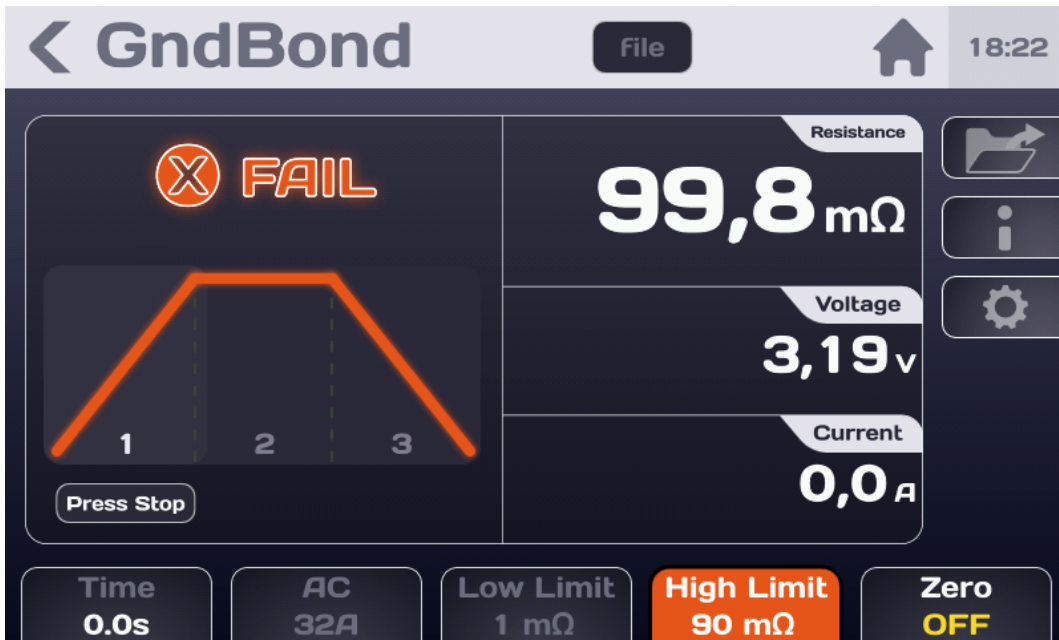 GndBond
file
18:22
FAIL
Resistance
99,8 mΩ
Voltage
3,19 V
Current
0,0 A
1 2 3
Press Stop
Time
0.0s
AC
32A
Low Limit
1 mΩ
High Limit
90 mΩ
Zero
OFF